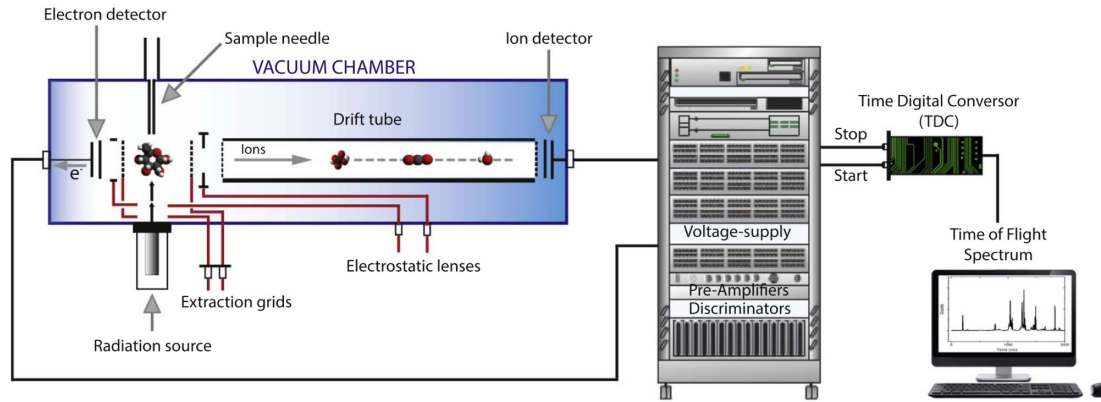 Electron detector
Sample needle
Ion detector
VACUUM CHAMBER
Drift tube
Ions
e-
Electrostatic lenses
Extraction grids
Radiation source
Voltage-supply
Pre-Amplifiers
Discriminators
Time Digital Conversor
(TDC)
Stop
Start
Time of Flight
Spectrum